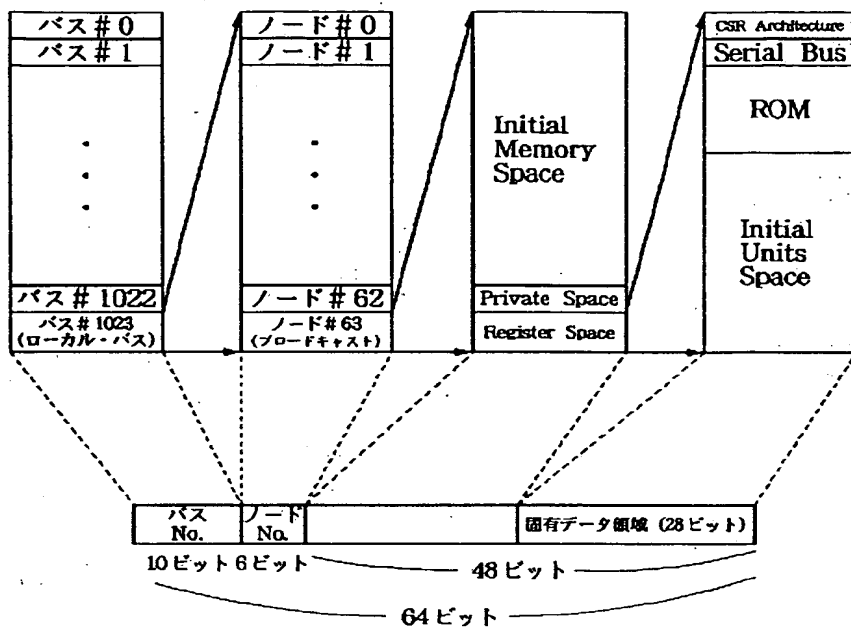 バス#0
バス#1
バス#1022
バス#1023
(ローカル・バス)
ノード#0
ノード#1
ノード#62
ノード#63
(ブロードキャスト)
Initial
Memory
Space
Private Space
Register Space
CSR Architecture
Serial Bus
ROM
Initial
Units
Space
バス
No.
ノード
No.
固有データ領域 (28ビット)
10ビット 6ビット
48ビット
64ビット